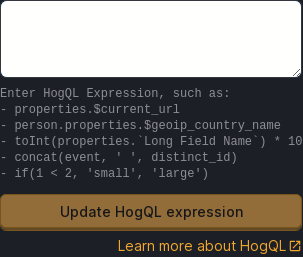 Enter HogQL Expression, such as:
- properties.$current_url
- person.properties.$geoip_country_name
- toInt(properties.`Long Field Name`) * 10
- concat(event, ' ', distinct_id)
- if(1 < 2, 'small', 'large')
Update HogQL expression
Learn more about HogQL